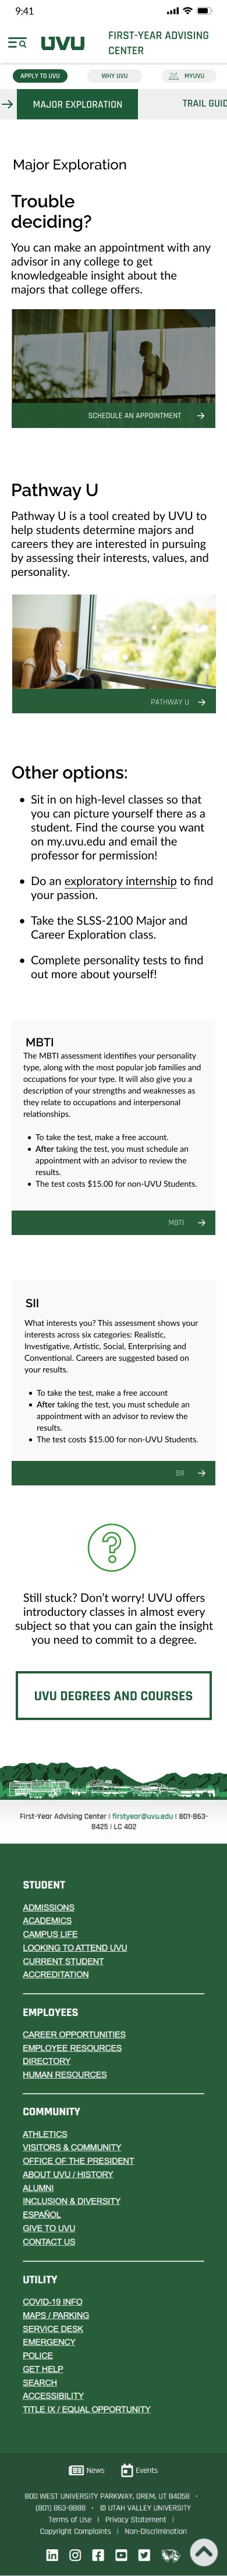 9:41
UVU
FIRST-YEAR ADVISING
CENTER
APPLY TO UVU
WHY UVU
MYUVU
MAJOR EXPLORATION
TRAIL GUID
Major Exploration
Trouble
deciding?
You can make an appointment with any
advisor in any college to get
knowledgeable insight about the
majors that college offers.
SCHEDULE AN APPOINTMENT
Pathway U
Pathway U is a tool created by UVU to
help students determine majors and
careers they are interested in pursuing
by assessing their interests, values, and
personality.
PATHWAY U
Other options:
• Sit in on high-level classes so that
you can picture yourself there as a
student. Find the course you want
on my.uvu.edu and email the
professor for permission!
• Do an exploratory internship to find
your passion.
• Take the SLSS-2100 Major and
Career Exploration class.
• Complete personality tests to find
out more about yourself!
MBTI
The MBTI assessment identifies your personality
type, along with the most popular job families and
occupations for your type. It will also give you a
description of your strengths and weaknesses as
they relate to occupations and interpersonal
relationships.
• To take the test, make a free account.
• After taking the test, you must schedule an
appointment with an advisor to review the
results.
• The test costs $15.00 for non-UVU Students.
MBTI
SII
What interests you? This assessment shows your
interests across six categories: Realistic,
Investigative, Artistic, Social, Enterprising and
Conventional. Careers are suggested based on
your results.
• To take the test, make a free account
• After taking the test, you must schedule an
appointment with an advisor to review the
results.
• The test costs $15.00 for non-UVU Students.
SII
Still stuck? Don't worry! UVU offers
introductory classes in almost every
subject so that you can gain the insight
you need to commit to a degree.
UVU DEGREES AND COURSES
First-Year Advising Center | firstyear@uvu.edu | 801-863-
8425 | LC 402
STUDENT
ADMISSIONS
ACADEMICS
CAMPUS LIFE
LOOKING TO ATTEND UVU
CURRENT STUDENT
ACCREDITATION
EMPLOYEES
CAREER OPPORTUNITIES
EMPLOYEE RESOURCES
DIRECTORY
HUMAN RESOURCES
COMMUNITY
ATHLETICS
VISITORS & COMMUNITY
OFFICE OF THE PRESIDENT
ABOUT UVU / HISTORY
ALUMNI
INCLUSION & DIVERSITY
ESPAÑOL
GIVE TO UVU
CONTACT US
UTILITY
COVID-19 INFO
MAPS / PARKING
SERVICE DESK
EMERGENCY
POLICE
GET HELP
SEARCH
ACCESSIBILITY
TITLE IX / EQUAL OPPORTUNITY
News
Events
800 WEST UNIVERSITY PARKWAY, OREM, UT 84058 •
(801) 863-8888 • © UTAH VALLEY UNIVERSITY
Terms of Use | Privacy Statement |
Copyright Complaints | Non-Discrimination